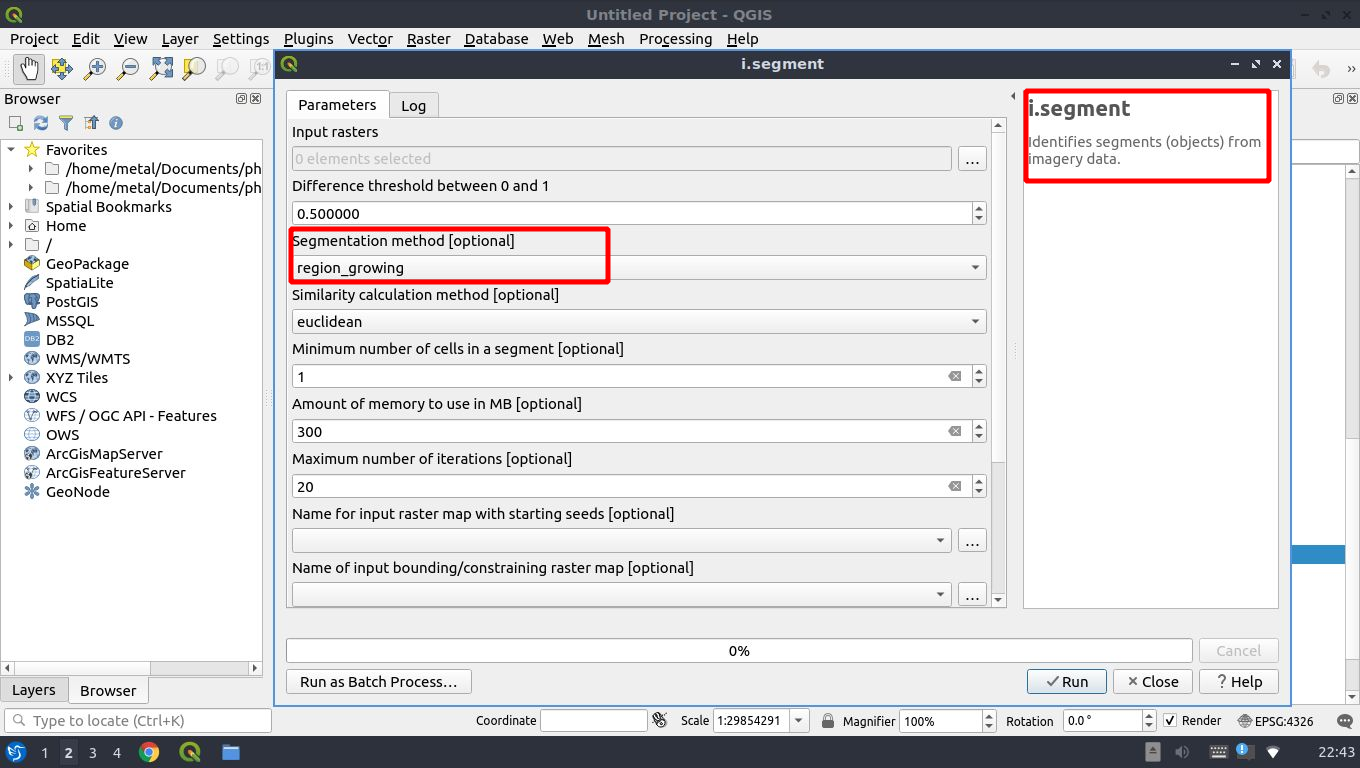 Untitled Project - QGIS
Project Edit View Layer Settings Plugins Vector Raster Database Web Mesh Processing Help
i.segment
Browser
Favorites
/home/metal/Documents/ph
/home/metal/Documents/ph
Spatial Bookmarks
Home
/
GeoPackage
SpatiaLite
PostGIS
MSSQL
DB2
DB2
WMS/WMTS
XYZ Tiles
WCS
WFS / OGC API - Features
OWS
ArcGisMapServer
ArcGisFeatureServer
GeoNode
Layers Browser
Parameters Log
Input rasters
0 elements selected ...
Difference threshold between 0 and 1
0.500000
Segmentation method [optional]
region_growing
Similarity calculation method [optional]
euclidean
Minimum number of cells in a segment [optional]
1
Amount of memory to use in MB [optional]
300
Maximum number of iterations [optional]
20
Name for input raster map with starting seeds [optional]
...
Name of input bounding/constraining raster map [optional]
...
i.segment
Identifies segments (objects) from
imagery data.
0% Cancel
Run as Batch Process… Run Close ? Help
Type to locate (Ctrl+K) Coordinate Scale 1:29854291 Magnifier 100% Rotation 0.0 ° Render EPSG:4326
1 2 3 4 22:43